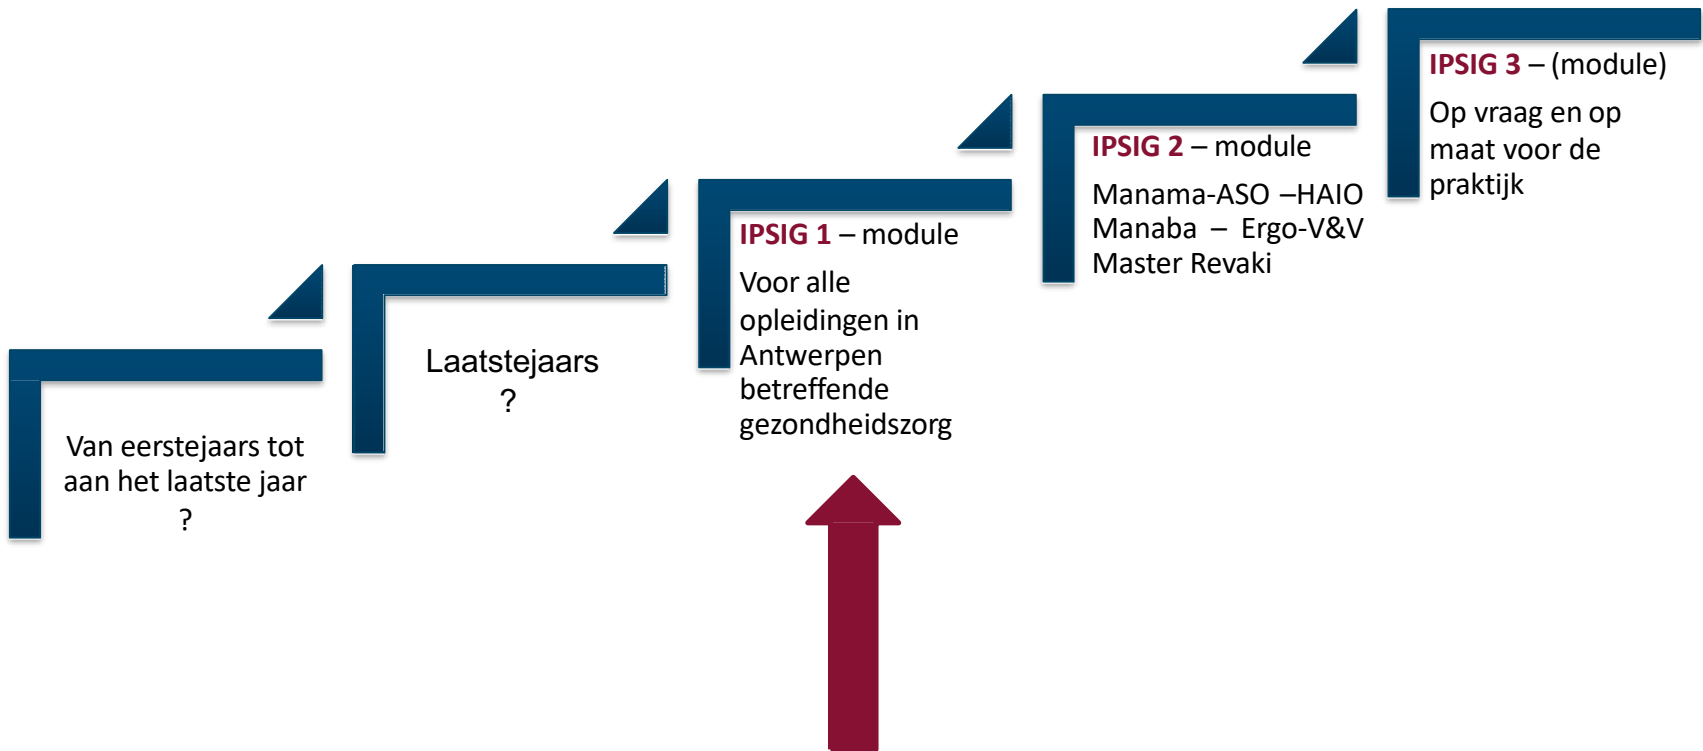 Van eerstejaars tot
aan het laatste jaar
?
Laatstejaars
?
IPSIG 1 – module
Voor alle
opleidingen in
Antwerpen
betreffende
gezondheidszorg
IPSIG 2 – module
Manama-ASO –HAIO
Manaba – Ergo-V&V
Master Revaki
IPSIG 3 – (module)
Op vraag en op
maat voor de
praktijk